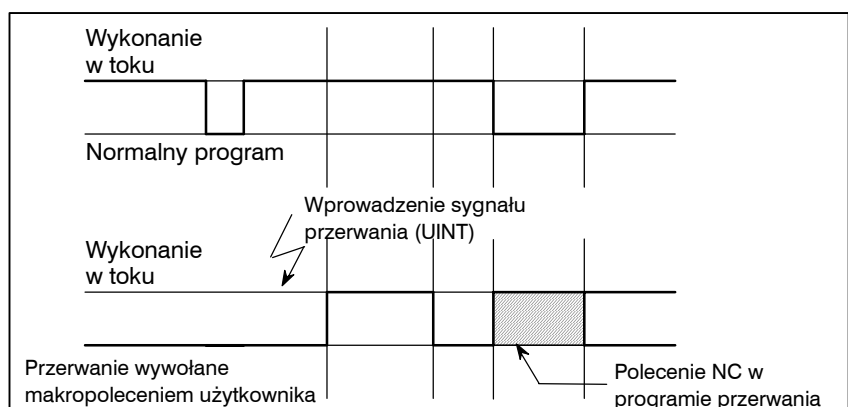 Wykonanie
w toku
Normalny program
Wprowadzenie sygnału
przerwania (UINT)
Wykonanie
w toku
Przerwanie wywołane
makropoleceniem użytkownika
Polecenie NC w
programie przerwania